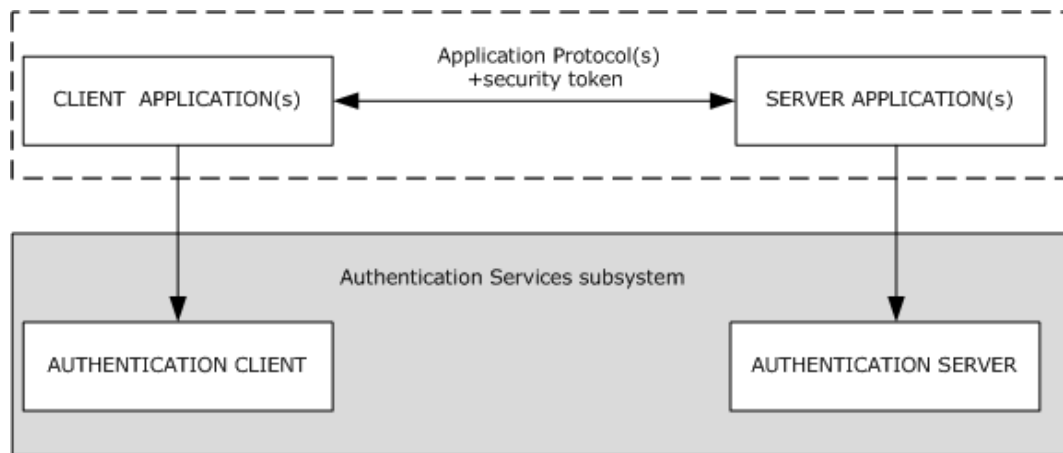 Application Protocol(s)
+security token
CLIENT APPLICATION(s)
SERVER APPLICATION(s)
Authentication Services subsystem
AUTHENTICATION CLIENT
AUTHENTICATION SERVER